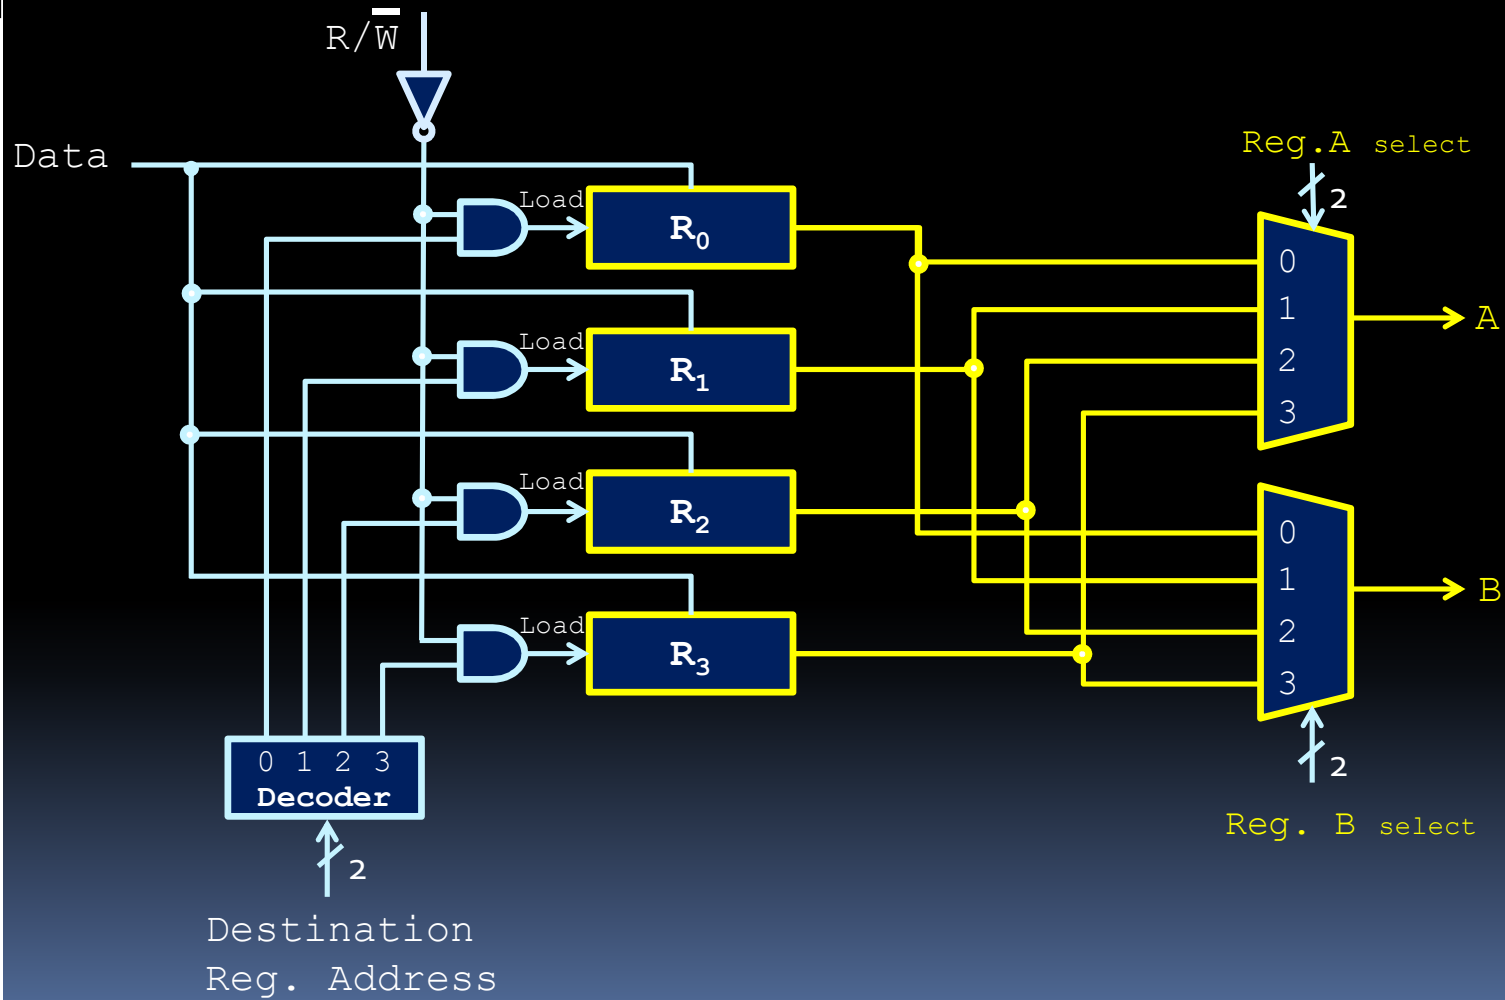 R/W̅
Data
Reg.A select
2
Load
R₀
0
1
A
2
3
Load
R₁
Load
R₂
0
1
B
2
3
Load
R₃
2
Reg. B select
0 1 2 3
Decoder
2
Destination
Reg. Address